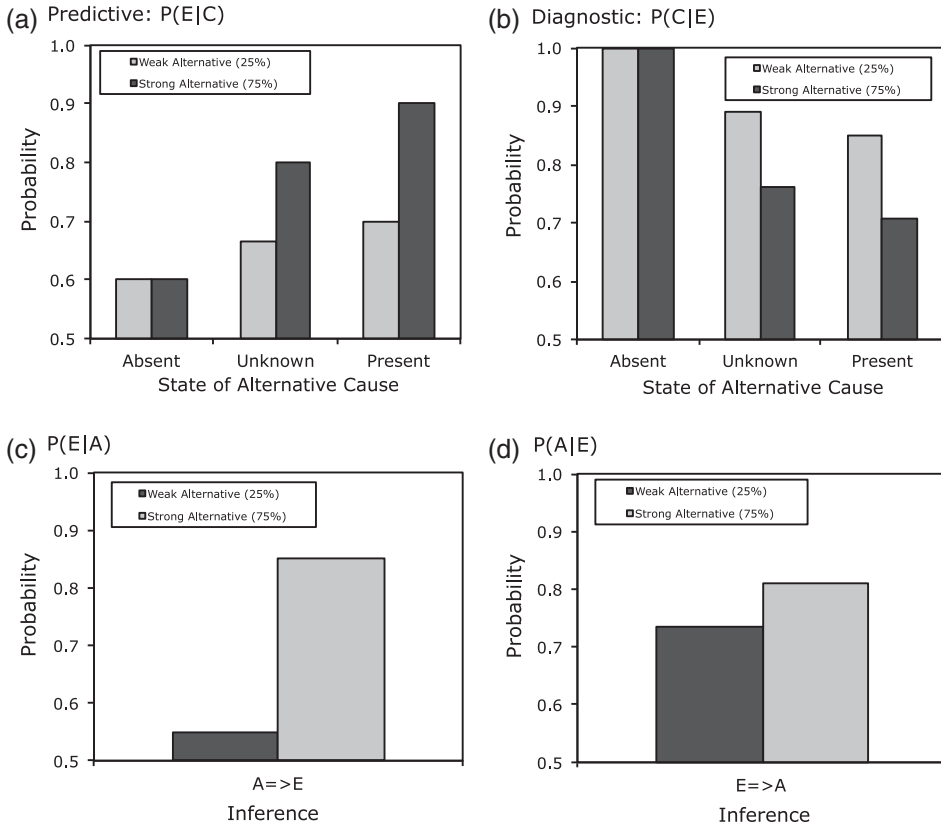 (a) Predictive: P(E|C)
1.0
Weak Alternative (25%)
Strong Alternative (75%)
0.9
0.8
0.7
0.6
0.5
Probability
Absent Unknown Present
State of Alternative Cause
(b) Diagnostic: P(C|E)
1.0
Weak Alternative (25%)
Strong Alternative (75%)
0.9
0.8
0.7
0.6
0.5
Probability
Absent Unknown Present
State of Alternative Cause
(c) P(E|A)
1.0
Weak Alternative (25%)
Strong Alternative (75%)
0.9
0.8
0.7
0.6
0.5
Probability
A=>E
Inference
(d) P(A|E)
1.0
Weak Alternative (25%)
Strong Alternative (75%)
0.9
0.8
0.7
0.6
0.5
Probability
E=>A
Inference